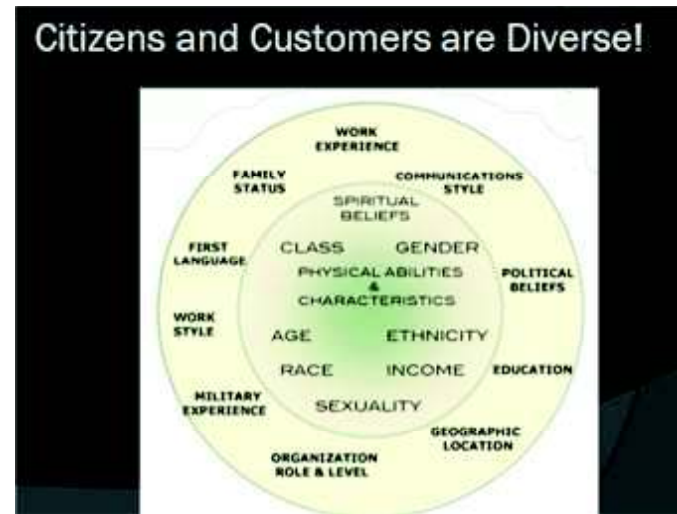 Citizens and Customers are Diverse!
WORK
EXPERIENCE
FAMILY
STATUS
COMMUNICATIONS
STYLE
SPIRITUAL
BELIEFS
FIRST
LANGUAGE
CLASS
GENDER
PHYSICAL ABILITIES
&
CHARACTERISTICS
POLITICAL
BELIEFS
WORK
STYLE
AGE
ETHNICITY
RACE
INCOME
EDUCATION
MILITARY
EXPERIENCE
SEXUALITY
GEOGRAPHIC
LOCATION
ORGANIZATION
ROLE & LEVEL